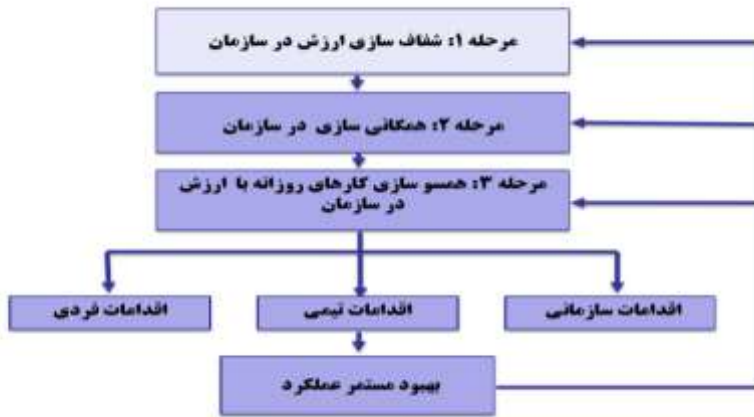 مرحله ۱: شفاف سازی ارزش در سازمان
مرحله ۲: همگانی سازی در سازمان
مرحله ۳: همسو سازی کارهای روزانه با ارزش
در سازمان
اقدامات سازمانی
اقدامات تیمی
اقدامات فردی
بهبود مستمر عملکرد